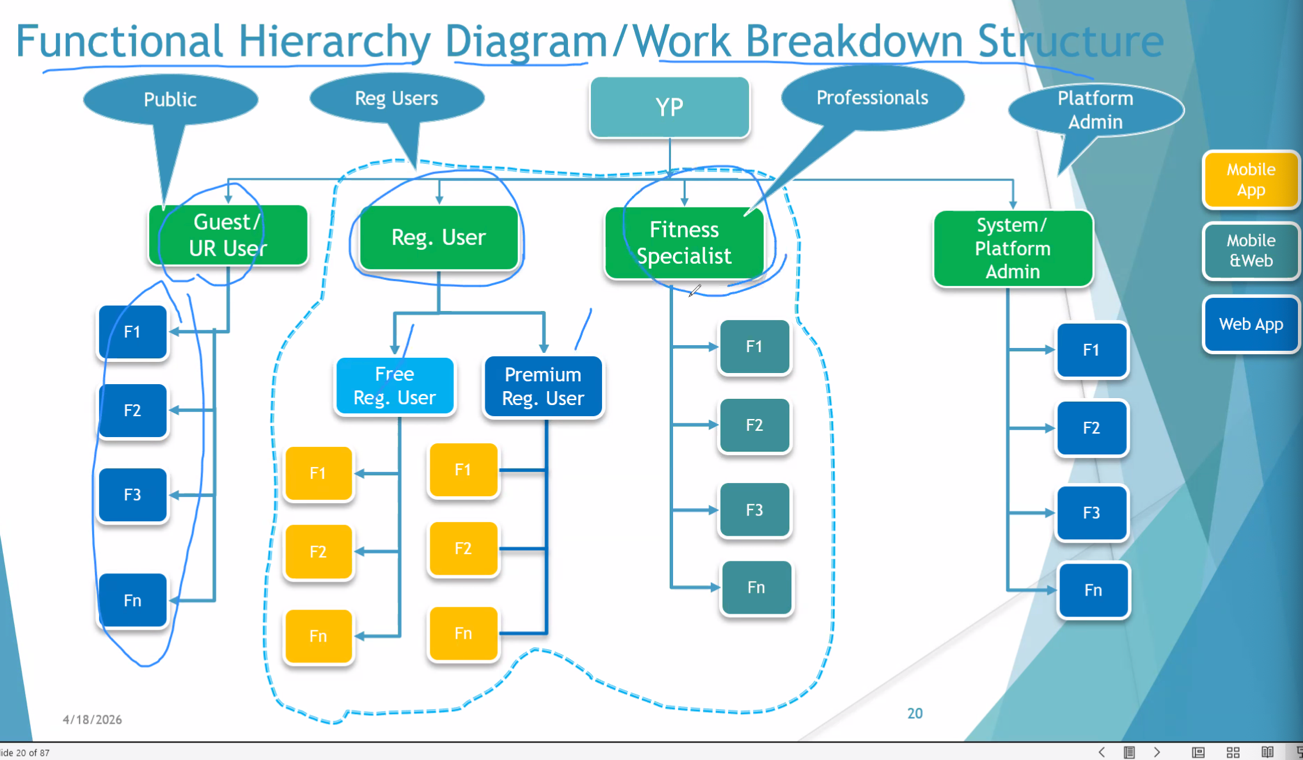 Functional Hierarchy Diagram/Work Breakdown Structure
Public
Reg Users
YP
Professionals
Platform
Admin
Mobile
App
Mobile
&Web
Web App
Guest/
UR User
Reg. User
Fitness
Specialist
System/
Platform
Admin
F1
F2
F3
Fn
Free
Reg. User
Premium
Reg. User
F1
F2
Fn
F1
F2
Fn
F1
F2
F3
Fn
F1
F2
F3
Fn
4/18/2026
20
lide 20 of 87